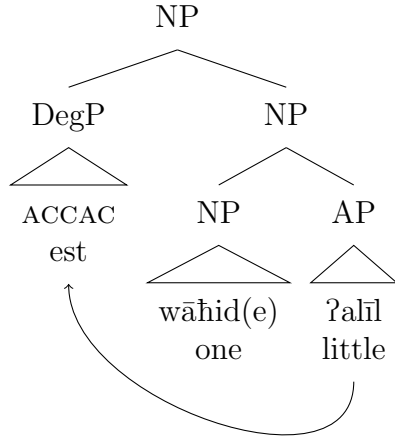 NP
DegP NP
ACCAC NP AP
est
wāħid(e) ʔalīl
one little